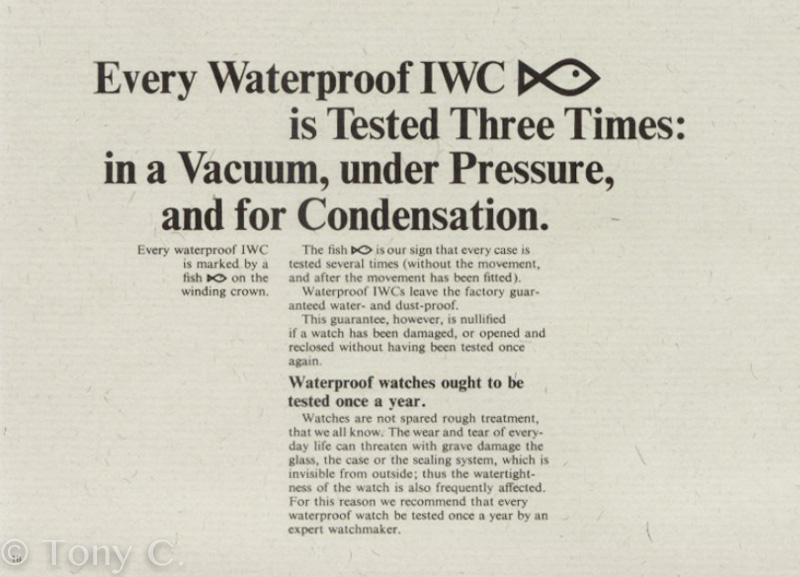 Every Waterproof IWC
is Tested Three Times:
in a Vacuum, under Pressure,
and for Condensation.
Every waterproof IWC
is marked by a
fish on the
winding crown.
The fish is our sign that every case is
tested several times (without the movement,
and after the movement has been fitted).
Waterproof IWCs leave the factory guar-
anteed water- and dust-proof.
This guarantee, however, is nullified
if a watch has been damaged, or opened and
reclosed without having been tested once
again.
Waterproof watches ought to be
tested once a year.
Watches are not spared rough treatment,
that we all know. The wear and tear of every-
day life can threaten with grave damage the
glass, the case or the sealing system, which is
invisible from outside; thus the watertight-
ness of the watch is also frequently affected.
For this reason we recommend that every
waterproof watch be tested once a year by an
expert watchmaker.
© Tony C.